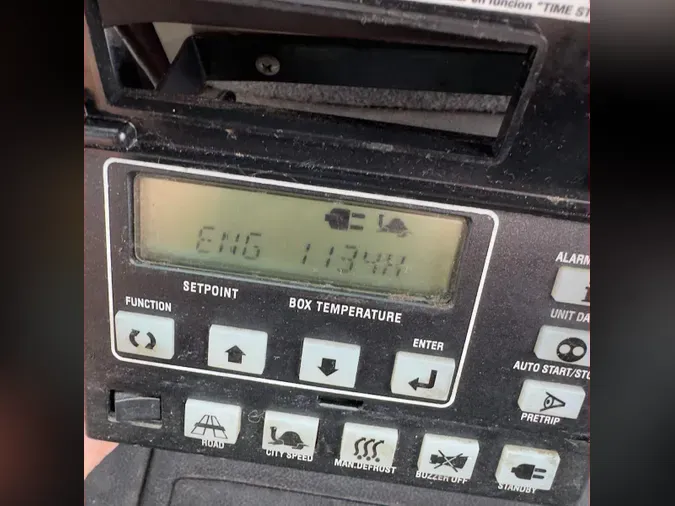 en funcion "TIME ST
ENG 1134H
SETPOINT
BOX TEMPERATURE
FUNCTION
ENTER
ALARM
UNIT DA
AUTO START/STO
PRETRIP
ROAD
CITY SPEED
MAN.DEFROST
BUZZER OFF
STANDBY